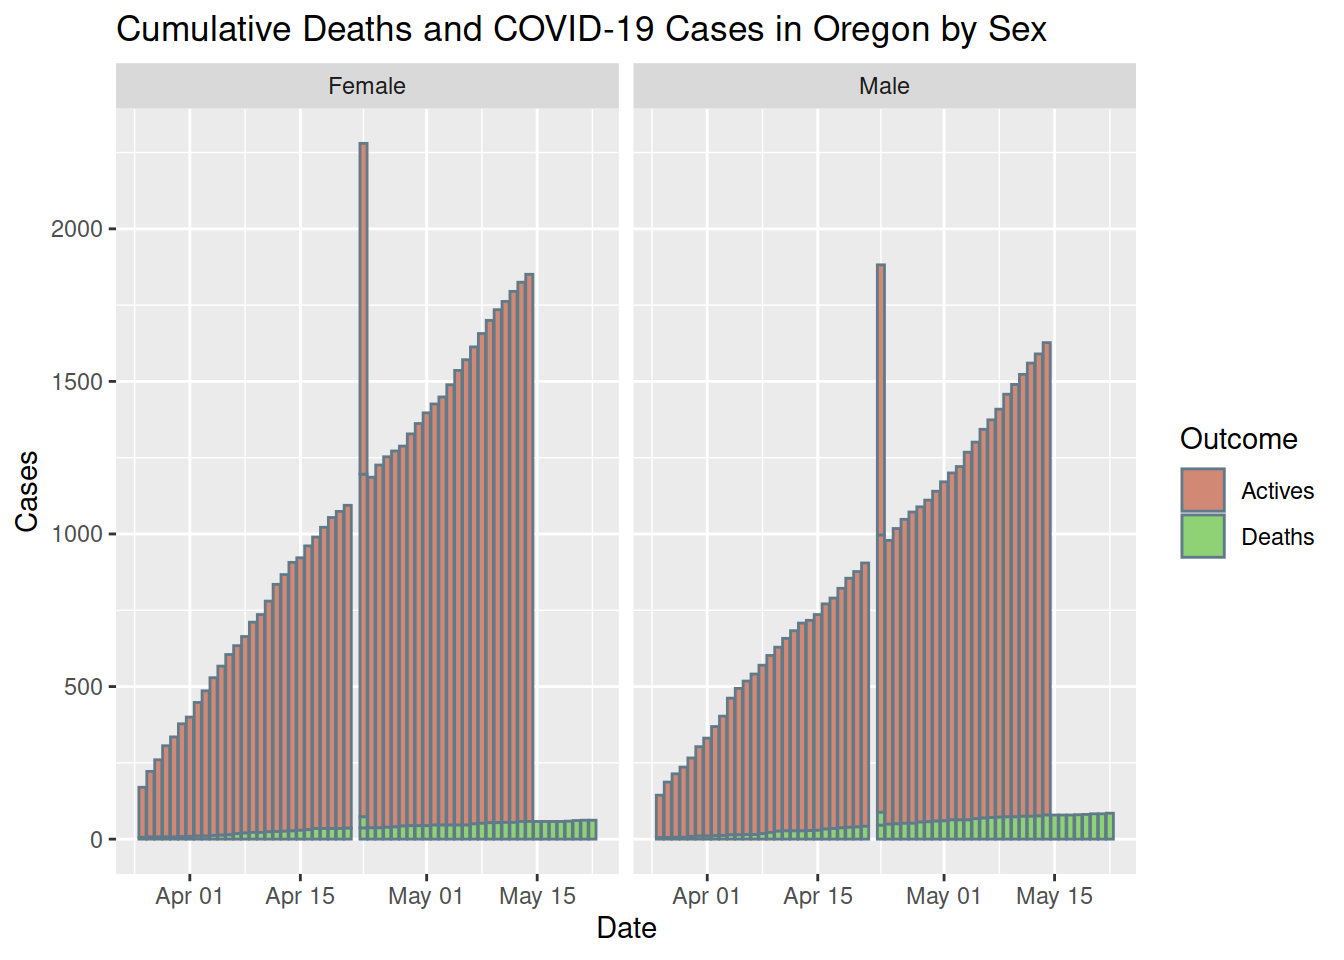 Cumulative Deaths and COVID-19 Cases in Oregon by Sex
Female
Male
Cases
2000
1500
1000
500
0
Apr 01
Apr 15
May 01
May 15
Apr 01
Apr 15
May 01
May 15
Date
Outcome
Actives
Deaths